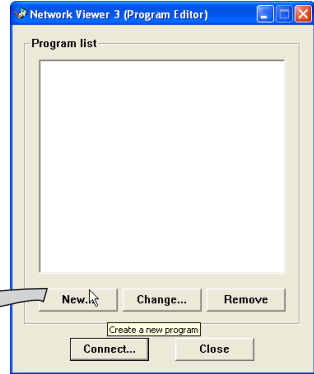 Network Viewer 3 (Program Editor)
Program list
New... Change... Remove
Create a new program
Connect... Close